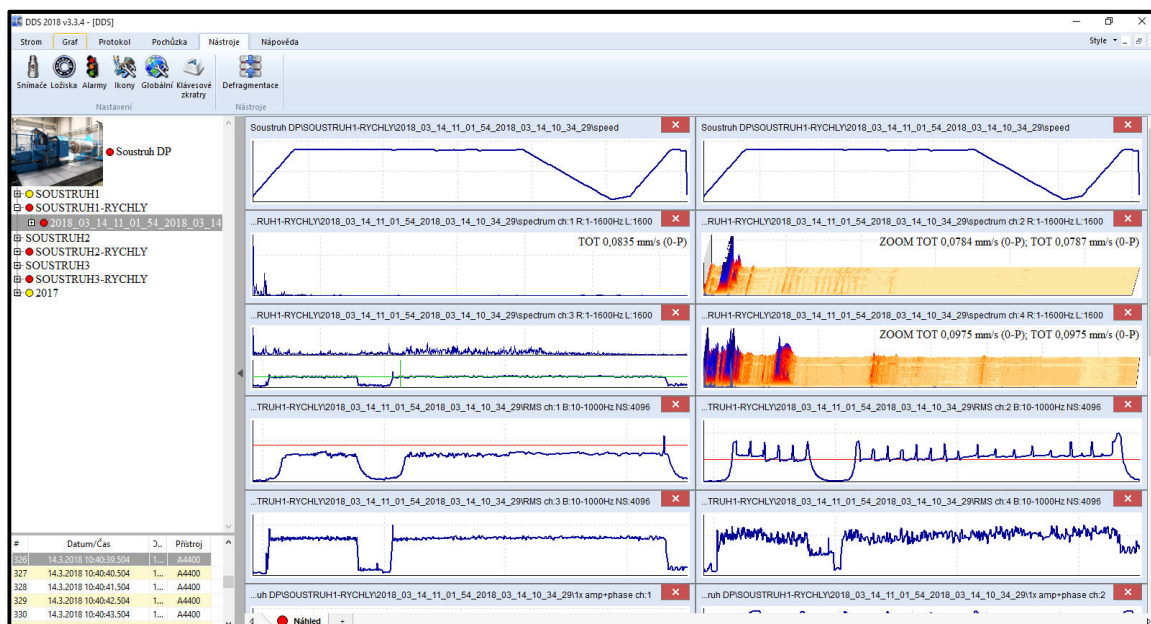 DDS 2018 v3.3.4 - [DDS]
Strom Graf Protokol Pochůzka Nástroje Nápověda Style
Snímače Ložiska Alarmy Ikony Globální Klávesové zkratky Defragmentace
Nastavení Nástroje
Soustruh DP
SOUSTRUH1
SOUSTRUH1-RYCHLY
2018_03_14_11_01_54_2018_03_14
SOUSTRUH2
SOUSTRUH2-RYCHLY
SOUSTRUH3
SOUSTRUH3-RYCHLY
2017
# Datum/Čas Přístroj
326 14.3.2018 10:40:39.504 1... A4400
327 14.3.2018 10:40:40.504 1... A4400
328 14.3.2018 10:40:41.504 1... A4400
329 14.3.2018 10:40:42.504 1... A4400
330 14.3.2018 10:40:43.504 1... A4400
Soustruh DP\SOUSTRUH1-RYCHLY\2018_03_14_11_01_54_2018_03_14_10_34_29\speed
Soustruh DP\SOUSTRUH1-RYCHLY\2018_03_14_11_01_54_2018_03_14_10_34_29\speed
...RUH1-RYCHLY\2018_03_14_11_01_54_2018_03_14_10_34_29\spectrum ch:1 R:1-1600Hz L:1600
TOT 0,0835 mm/s (0-P)
...RUH1-RYCHLY\2018_03_14_11_01_54_2018_03_14_10_34_29\spectrum ch:2 R:1-1600Hz L:1600
ZOOM TOT 0,0784 mm/s (0-P); TOT 0,0787 mm/s (0-P)
...RUH1-RYCHLY\2018_03_14_11_01_54_2018_03_14_10_34_29\spectrum ch:3 R:1-1600Hz L:1600
...RUH1-RYCHLY\2018_03_14_11_01_54_2018_03_14_10_34_29\spectrum ch:4 R:1-1600Hz L:1600
ZOOM TOT 0,0975 mm/s (0-P); TOT 0,0975 mm/s (0-P)
...TRUH1-RYCHLY\2018_03_14_11_01_54_2018_03_14_10_34_29\RMS ch:1 B:10-1000Hz NS:4096
...TRUH1-RYCHLY\2018_03_14_11_01_54_2018_03_14_10_34_29\RMS ch:2 B:10-1000Hz NS:4096
...TRUH1-RYCHLY\2018_03_14_11_01_54_2018_03_14_10_34_29\RMS ch:3 B:10-1000Hz NS:4096
...TRUH1-RYCHLY\2018_03_14_11_01_54_2018_03_14_10_34_29\RMS ch:4 B:10-1000Hz NS:4096
...uh DP\SOUSTRUH1-RYCHLY\2018_03_14_11_01_54_2018_03_14_10_34_29\1x amp+phase ch:1
...ruh DP\SOUSTRUH1-RYCHLY\2018_03_14_11_01_54_2018_03_14_10_34_29\1x amp+phase ch:2
Náhled +